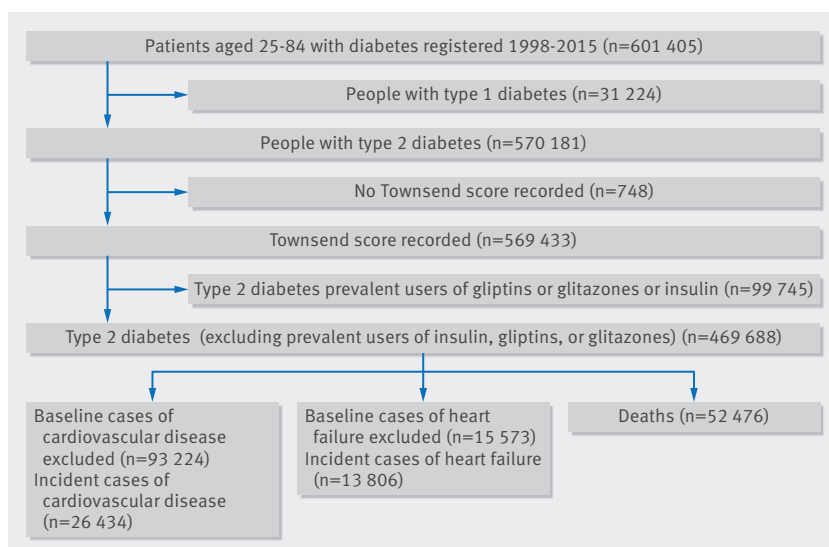 Patients aged 25-84 with diabetes registered 1998-2015 (n=601 405)
People with type 1 diabetes (n=31 224)
People with type 2 diabetes (n=570 181)
No Townsend score recorded (n=748)
Townsend score recorded (n=569 433)
Type 2 diabetes prevalent users of gliptins or glitazones or insulin (n=99 745)
Type 2 diabetes (excluding prevalent users of insulin, gliptins, or glitazones) (n=469 688)
Baseline cases of
cardiovascular disease
excluded (n=93 224)
Incident cases of
cardiovascular disease
(n=26 434)
Baseline cases of heart
failure excluded (n=15 573)
Incident cases of heart failure
(n=13 806)
Deaths (n=52 476)